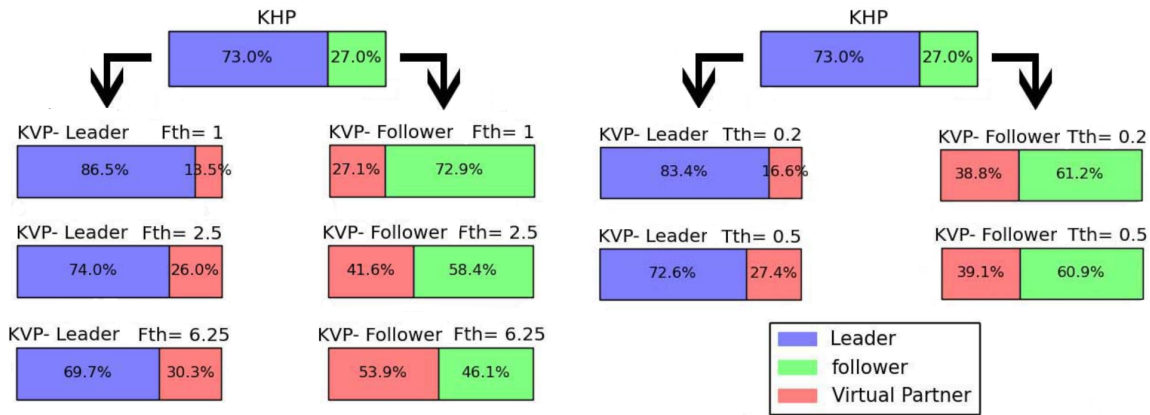 KHP
73.0% 27.0%
KVP- Leader Fth= 1
86.5% 13.5%
KVP- Follower Fth= 1
27.1% 72.9%
KVP- Leader Fth= 2.5
74.0% 26.0%
KVP- Follower Fth= 2.5
41.6% 58.4%
KVP- Leader Fth= 6.25
69.7% 30.3%
KVP- Follower Fth= 6.25
53.9% 46.1%
KHP
73.0% 27.0%
KVP- Leader Tth= 0.2
83.4% 16.6%
KVP- Follower Tth= 0.2
38.8% 61.2%
KVP- Leader Tth= 0.5
72.6% 27.4%
KVP- Follower Tth= 0.5
39.1% 60.9%
Leader
follower
Virtual Partner